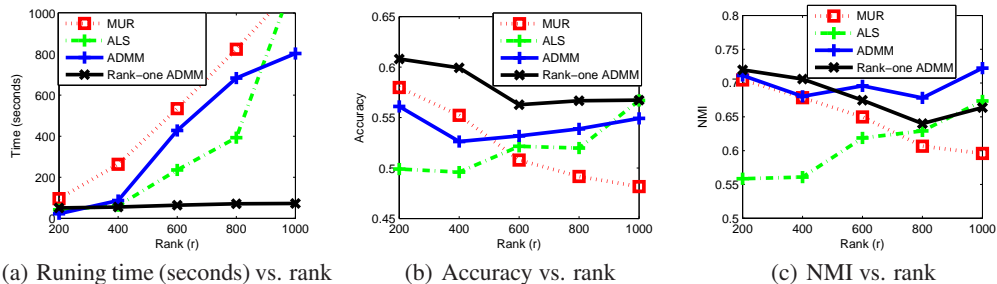 1000
800
600
400
200
0
Time (seconds)
MUR
ALS
ADMM
Rank−one ADMM
200 400 600 800 1000
Rank (r)
(a) Runing time (seconds) vs. rank
0.65
0.6
0.55
0.5
0.45
Accuracy
MUR
ALS
ADMM
Rank−one ADMM
200 400 600 800 1000
Rank (r)
(b) Accuracy vs. rank
0.8
0.75
0.7
0.65
0.6
0.55
0.5
NMI
MUR
ALS
ADMM
Rank−one ADMM
200 400 600 800 1000
Rank (r)
(c) NMI vs. rank